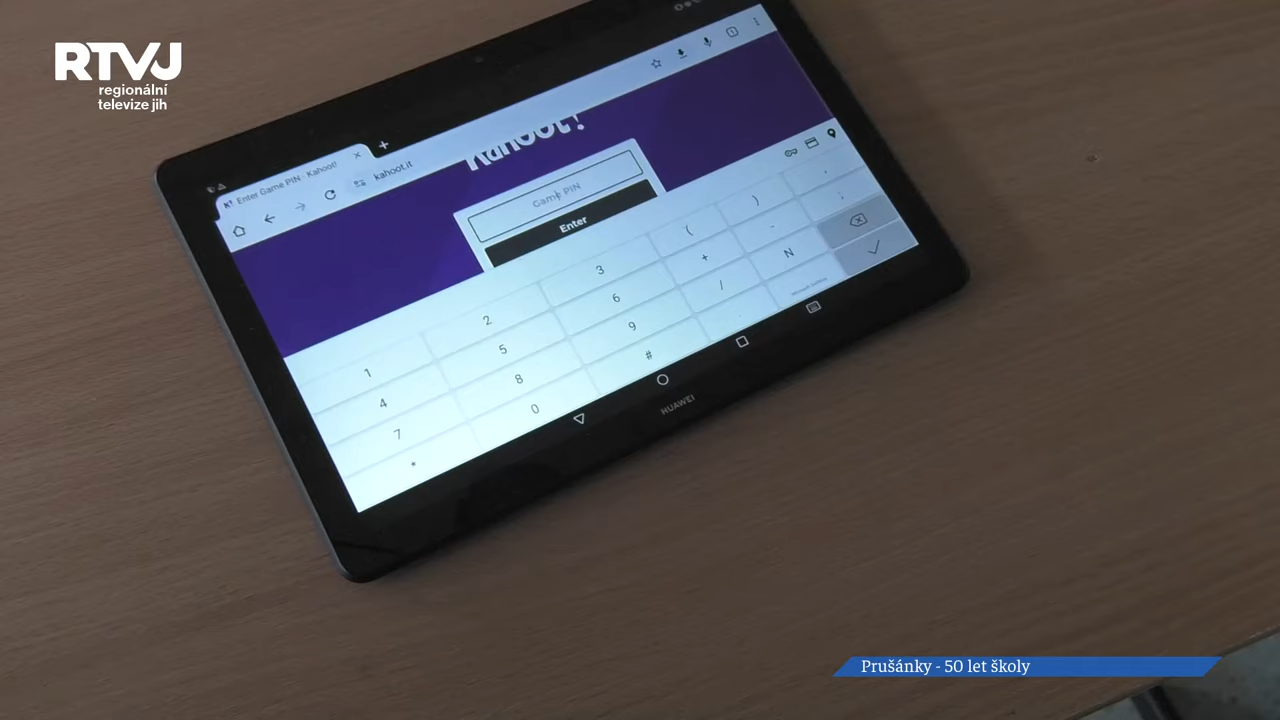 RTVJ
regionální
televize jih
Enter Game PIN - Kahoot!
kahoot.it
Kahoot!
Game PIN
Enter
1
2
3
(
)
4
5
6
+
-
;
7
8
9
/
N
*
0
#
HUAWEI
Prušánky - 50 let školy